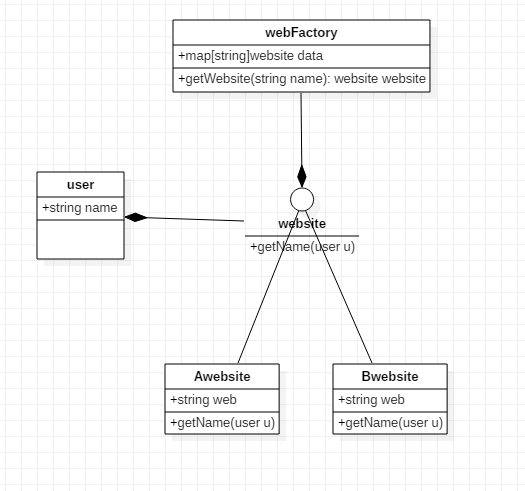 webFactory
+map[string]website data
+getWebsite(string name): website website
user
+string name
website
+getName(user u)
Awebsite
+string web
+getName(user u)
Bwebsite
+string web
+getName(user u)